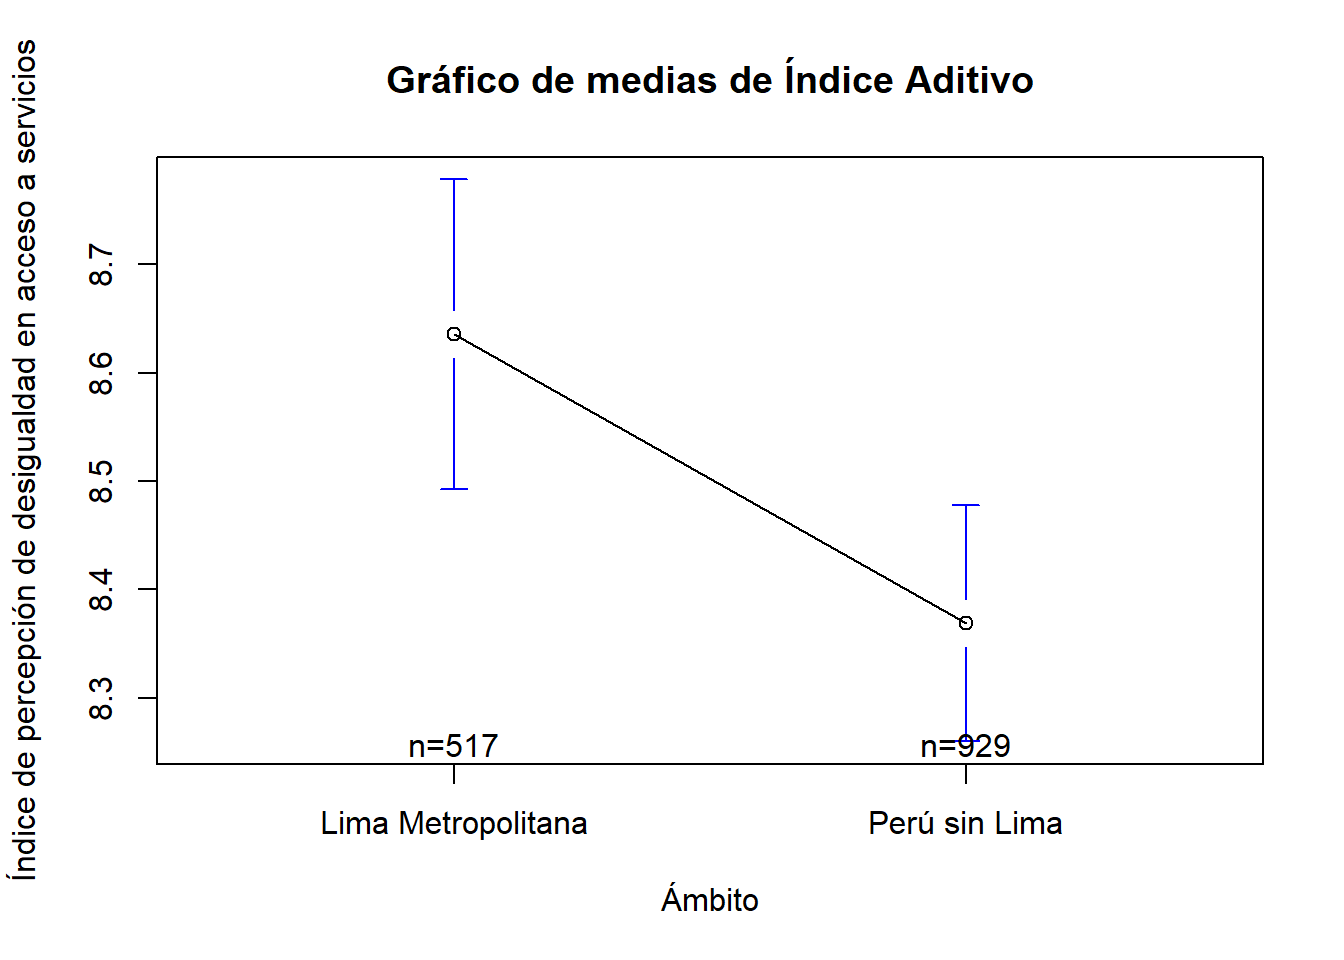 Gráfico de medias de Índice Aditivo
Índice de percepción de desigualdad en acceso a servicios
8.7
8.6
8.5
8.4
8.3
n=517
n=929
Lima Metropolitana
Perú sin Lima
Ámbito